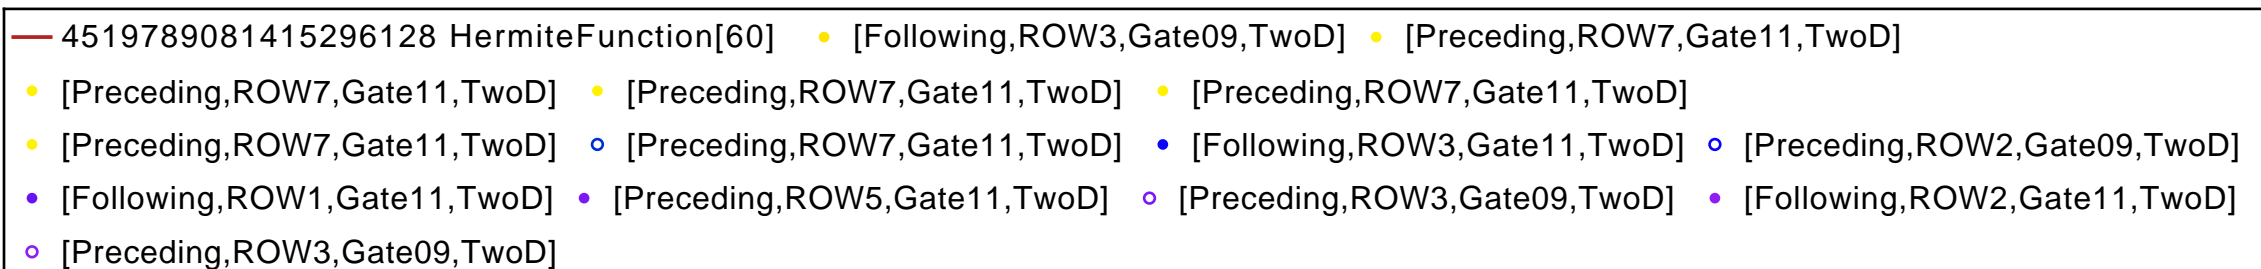 4519789081415296128 HermiteFunction[60] [Following,ROW3,Gate09,TwoD] [Preceding,ROW7,Gate11,TwoD]
[Preceding,ROW7,Gate11,TwoD] [Preceding,ROW7,Gate11,TwoD] [Preceding,ROW7,Gate11,TwoD]
[Preceding,ROW7,Gate11,TwoD] [Preceding,ROW7,Gate11,TwoD] [Following,ROW3,Gate11,TwoD] [Preceding,ROW2,Gate09,TwoD]
[Following,ROW1,Gate11,TwoD] [Preceding,ROW5,Gate11,TwoD] [Preceding,ROW3,Gate09,TwoD] [Following,ROW2,Gate11,TwoD]
[Preceding,ROW3,Gate09,TwoD]